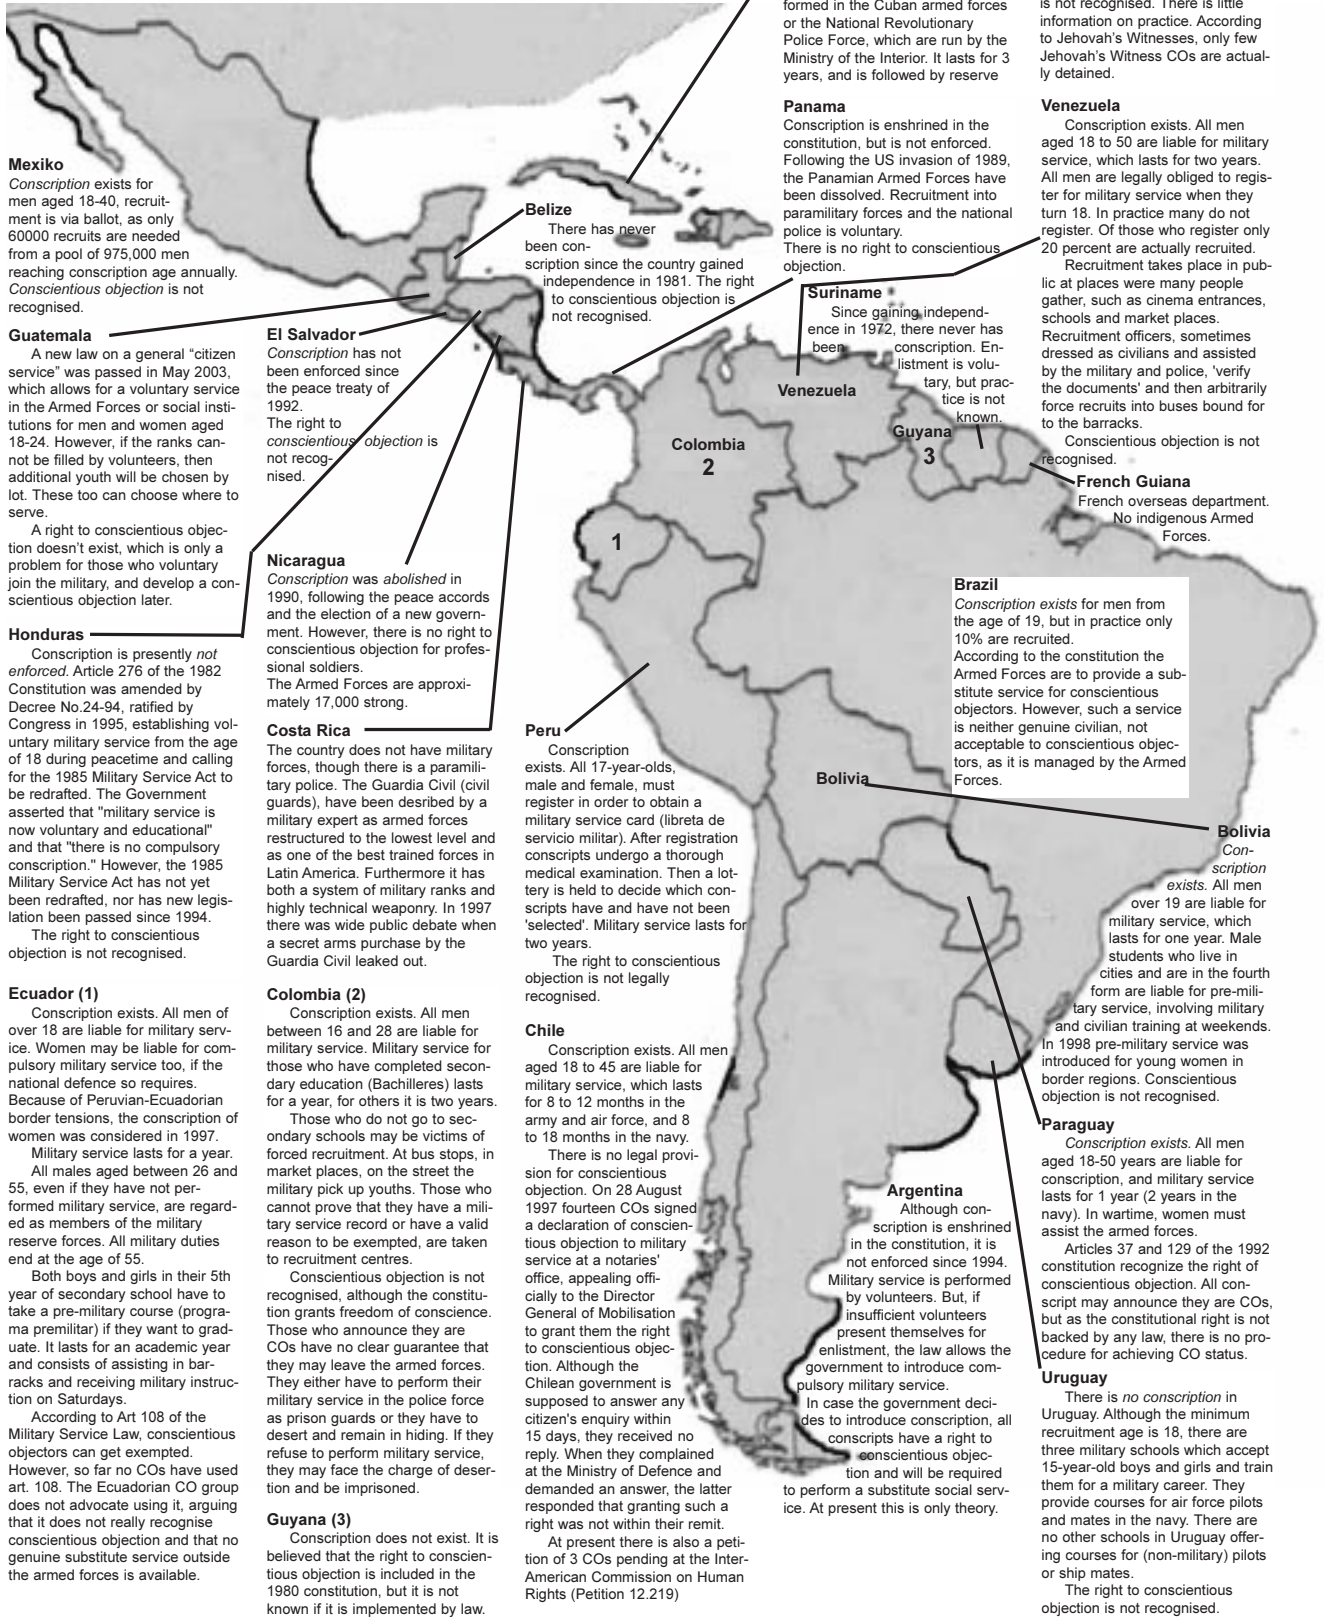 formed in the Cuban armed forces
or the National Revolutionary
Police Force, which are run by the
Ministry of the Interior. It lasts for 3
years, and is followed by reserve
is not recognised. There is little
information on practice. According
to Jehovah's Witnesses, only few
Jehovah's Witness COs are actual-
ly detained.
Mexiko
Conscription exists for
men aged 18-40, recruit-
ment is via ballot, as only
60000 recruits are needed
from a pool of 975,000 men
reaching conscription age annually.
Conscientious objection is not
recognised.
Guatemala
A new law on a general “citizen
service” was passed in May 2003,
which allows for a voluntary service
in the Armed Forces or social insti-
tutions for men and women aged
18-24. However, if the ranks can-
not be filled by volunteers, then
additional youth will be chosen by
lot. These too can choose where to
serve.
A right to conscientious objec-
tion doesn't exist, which is only a
problem for those who voluntary
join the military, and develop a con-
scientious objection later.
Honduras
Conscription is presently not
enforced. Article 276 of the 1982
Constitution was amended by
Decree No.24-94, ratified by
Congress in 1995, establishing vol-
untary military service from the age
of 18 during peacetime and calling
for the 1985 Military Service Act to
be redrafted. The Government
asserted that "military service is
now voluntary and educational"
and that "there is no compulsory
conscription." However, the 1985
Military Service Act has not yet
been redrafted, nor has new legis-
lation been passed since 1994.
The right to conscientious
objection is not recognised.
Ecuador (1)
Conscription exists. All men of
over 18 are liable for military serv-
ice. Women may be liable for com-
pulsory military service too, if the
national defence so requires.
Because of Peruvian-Ecuadorian
border tensions, the conscription of
women was considered in 1997.
Military service lasts for a year.
All males aged between 26 and
55, even if they have not per-
formed military service, are regard-
ed as members of the military
reserve forces. All military duties
end at the age of 55.
Both boys and girls in their 5th
year of secondary school have to
take a pre-military course (progra-
ma premilitar) if they want to grad-
uate. It lasts for an academic year
and consists of assisting in bar-
racks and receiving military instruc-
tion on Saturdays.
According to Art 108 of the
Military Service Law, conscientious
objectors can get exempted.
However, so far no COs have used
art. 108. The Ecuadorian CO group
does not advocate using it, arguing
that it does not really recognise
conscientious objection and that no
genuine substitute service outside
the armed forces is available.
El Salvador
Conscription has not
been enforced since
the peace treaty of
1992.
The right to
conscientious objection is
not recog-
nised.
Nicaragua
Conscription was abolished in
1990, following the peace accords
and the election of a new govern-
ment. However, there is no right to
conscientious objection for profes-
sional soldiers.
The Armed Forces are approxi-
mately 17,000 strong.
Costa Rica
The country does not have military
forces, though there is a paramili-
tary police. The Guardia Civil (civil
guards), have been desribed by a
military expert as armed forces
restructured to the lowest level and
as one of the best trained forces in
Latin America. Furthermore it has
both a system of military ranks and
highly technical weaponry. In 1997
there was wide public debate when
a secret arms purchase by the
Guardia Civil leaked out.
Colombia (2)
Conscription exists. All men
between 16 and 28 are liable for
military service. Military service for
those who have completed secon-
dary education (Bachilleres) lasts
for a year, for others it is two years.
Those who do not go to sec-
ondary schools may be victims of
forced recruitment. At bus stops, in
market places, on the street the
military pick up youths. Those who
cannot prove that they have a mili-
tary service record or have a valid
reason to be exempted, are taken
to recruitment centres.
Conscientious objection is not
recognised, although the constitu-
tion grants freedom of conscience.
Those who announce they are
COs have no clear guarantee that
they may leave the armed forces.
They either have to perform their
military service in the police force
as prison guards or they have to
desert and remain in hiding. If they
refuse to perform military service,
they may face the charge of deser-
tion and be imprisoned.
Guyana (3)
Conscription does not exist. It is
believed that the right to conscien-
tious objection is included in the
1980 constitution, but it is not
known if it is implemented by law.
Belize
There has never
been con-
scription since the country gained
independence in 1981. The right
to conscientious objection is
not recognised.
Peru
Conscription
exists. All 17-year-olds,
male and female, must
register in order to obtain a
military service card (libreta de
servicio militar). After registration
conscripts undergo a thorough
medical examination. Then a lot-
tery is held to decide which con-
scripts have and have not been
'selected'. Military service lasts for
two years.
The right to conscientious
objection is not legally
recognised.
Chile
Conscription exists. All men
aged 18 to 45 are liable for
military service, which lasts
for 8 to 12 months in the
army and air force, and 8
to 18 months in the navy.
There is no legal provi-
sion for conscientious
objection. On 28 August
1997 fourteen COs signed
a declaration of conscien-
tious objection to military
service at a notaries'
office, appealing offi-
cially to the Director
General of Mobilisation
to grant them the right
to conscientious objec-
tion. Although the
Chilean government is
supposed to answer any
citizen's enquiry within
15 days, they received no
reply. When they complained
at the Ministry of Defence and
demanded an answer, the latter
responded that granting such a
right was not within their remit.
At present there is also a peti-
tion of 3 COs pending at the Inter-
American Commission on Human
Rights (Petition 12.219)
Panama
Conscription is enshrined in the
constitution, but is not enforced.
Following the US invasion of 1989,
the Panamian Armed Forces have
been dissolved. Recruitment into
paramilitary forces and the national
police is voluntary.
There is no right to conscientious
objection.
Suriname
Since gaining independ-
ence in 1972, there never has
been conscription. En-
listment is volu-
tary, but prac-
tice is not
known.
Venezuela
Colombia
2
Guyana
3
1
Bolivia
French Guiana
French overseas department.
No indigenous Armed
Forces.
Brazil
Conscription exists for men from
the age of 19, but in practice only
10% are recruited.
According to the constitution the
Armed Forces are to provide a sub-
stitute service for conscientious
objectors. However, such a service
is neither genuine civilian, not
acceptable to conscientious objec-
tors, as it is managed by the Armed
Forces.
Argentina
Although con-
scription is enshrined
in the constitution, it is
not enforced since 1994.
Military service is performed
by volunteers. But, if
insufficient volunteers
present themselves for
enlistment, the law allows the
government to introduce com-
pulsory military service.
In case the government deci-
des to introduce conscription, all
conscripts have a right to
conscientious objec-
tion and will be required
to perform a substitute social serv-
ice. At present this is only theory.
Venezuela
Conscription exists. All men
aged 18 to 50 are liable for military
service, which lasts for two years.
All men are legally obliged to regis-
ter for military service when they
turn 18. In practice many do not
register. Of those who register only
20 percent are actually recruited.
Recruitment takes place in pub-
lic at places were many people
gather, such as cinema entrances,
schools and market places.
Recruitment officers, sometimes
dressed as civilians and assisted
by the military and police, 'verify
the documents' and then arbitrarily
force recruits into buses bound for
to the barracks.
Conscientious objection is not
recognised.
Bolivia
Con-
scription
exists. All men
over 19 are liable for
military service, which
lasts for one year. Male
students who live in
cities and are in the fourth
form are liable for pre-mili-
tary service, involving military
and civilian training at weekends.
In 1998 pre-military service was
introduced for young women in
border regions. Conscientious
objection is not recognised.
Paraguay
Conscription exists. All men
aged 18-50 years are liable for
conscription, and military service
lasts for 1 year (2 years in the
navy). In wartime, women must
assist the armed forces.
Articles 37 and 129 of the 1992
constitution recognize the right of
conscientious objection. All con-
script may announce they are COs,
but as the constitutional right is not
backed by any law, there is no pro-
cedure for achieving CO status.
Uruguay
There is no conscription in
Uruguay. Although the minimum
recruitment age is 18, there are
three military schools which accept
15-year-old boys and girls and train
them for a military career. They
provide courses for air force pilots
and mates in the navy. There are
no other schools in Uruguay offer-
ing courses for (non-military) pilots
or ship mates.
The right to conscientious
objection is not recognised.